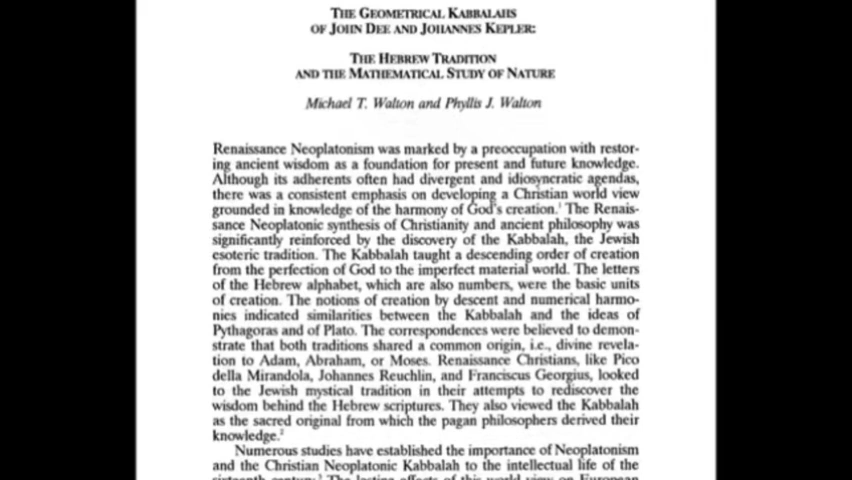 THE GEOMETRICAL KABBALAHS
OF JOHN DEE AND JOHANNES KEPLER:
THE HEBREW TRADITION
AND THE MATHEMATICAL STUDY OF NATURE
Michael T. Walton and Phyllis J. Walton
Renaissance Neoplatonism was marked by a preoccupation with restor-
ing ancient wisdom as a foundation for present and future knowledge.
Although its adherents often had divergent and idiosyncratic agendas,
there was a consistent emphasis on developing a Christian world view
grounded in knowledge of the harmony of God's creation.¹ The Renais-
sance Neoplatonic synthesis of Christianity and ancient philosophy was
significantly reinforced by the discovery of the Kabbalah, the Jewish
esoteric tradition. The Kabbalah taught a descending order of creation
from the perfection of God to the imperfect material world. The letters
of the Hebrew alphabet, which are also numbers, were the basic units
of creation. The notions of creation by descent and numerical harmo-
nies indicated similarities between the Kabbalah and the ideas of
Pythagoras and of Plato. The correspondences were believed to demon-
strate that both traditions shared a common origin, i.e., divine revela-
tion to Adam, Abraham, or Moses. Renaissance Christians, like Pico
della Mirandola, Johannes Reuchlin, and Franciscus Georgius, looked
to the Jewish mystical tradition in their attempts to rediscover the
wisdom behind the Hebrew scriptures. They also viewed the Kabbalah
as the sacred original from which the pagan philosophers derived their
knowledge.²
Numerous studies have established the importance of Neoplatonism
and the Christian Neoplatonic Kabbalah to the intellectual life of the
sixteenth century.³ The lasting effects of this world view on European